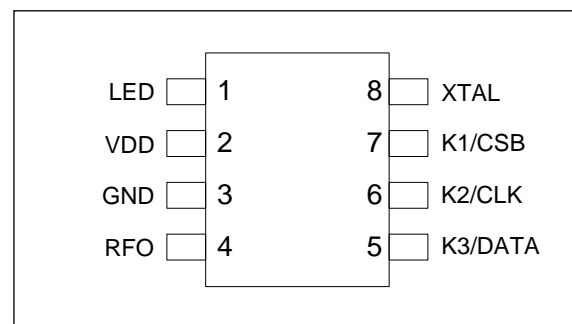 LED 1 8 XTAL
VDD 2 7 K1/CSB
GND 3 6 K2/CLK
RFO 4 5 K3/DATA